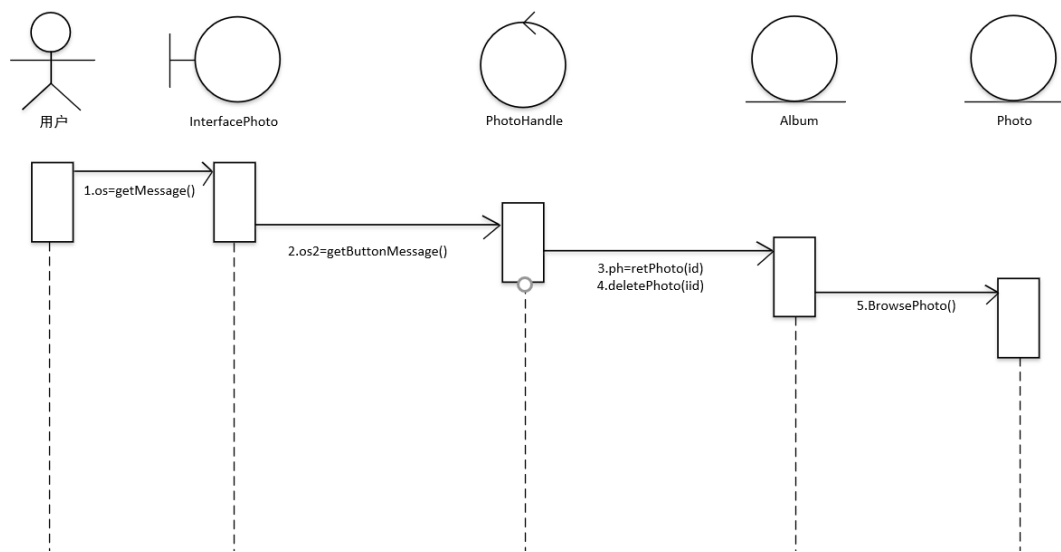 用户
InterfacePhoto
PhotoHandle
Album
Photo
1.os=getMessage()
2.os2=getButtonMessage()
3.ph=retPhoto(id)
4.deletePhoto(iid)
5.BrowsePhoto()